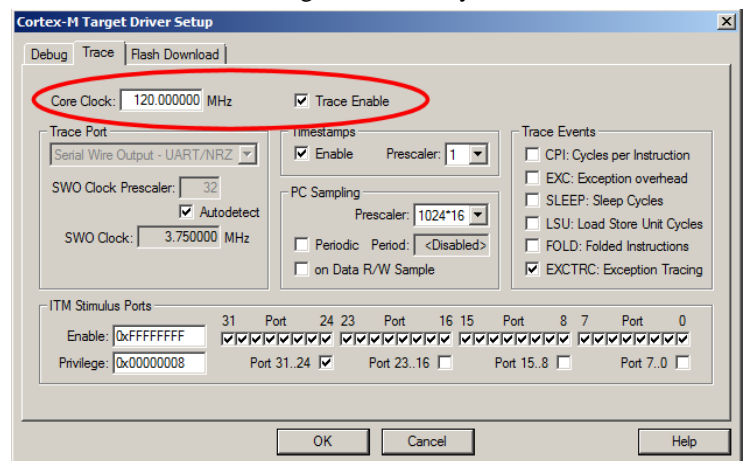 Cortex-M Target Driver Setup
Debug Trace Flash Download
Core Clock: 120.000000 MHz Trace Enable
Trace Port
Serial Wire Output - UART/NRZ
SWO Clock Prescaler: 32
Autodetect
SWO Clock: 3.750000 MHz
Timestamps
Enable Prescaler: 1
PC Sampling
Prescaler: 1024*16
Periodic Period: <Disabled>
on Data R/W Sample
Trace Events
CPI: Cycles per Instruction
EXC: Exception overhead
SLEEP: Sleep Cycles
LSU: Load Store Unit Cycles
FOLD: Folded Instructions
EXCTRC: Exception Tracing
ITM Stimulus Ports
31 Port 24 23 Port 16 15 Port 8 7 Port 0
Enable: 0xFFFFFFFF
Privilege: 0x00000008 Port 31..24 Port 23..16 Port 15..8 Port 7..0
OK Cancel Help